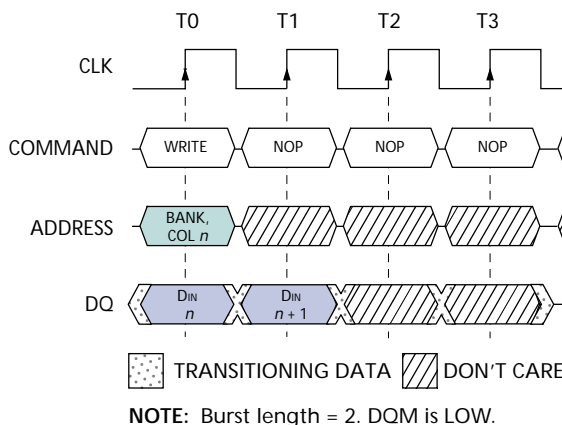 T0 T1 T2 T3
CLK
COMMAND WRITE NOP NOP NOP
ADDRESS BANK,
COL n
DQ DIN
n
DIN
n + 1
TRANSITIONING DATA DON'T CARE
NOTE: Burst length = 2. DQM is LOW.